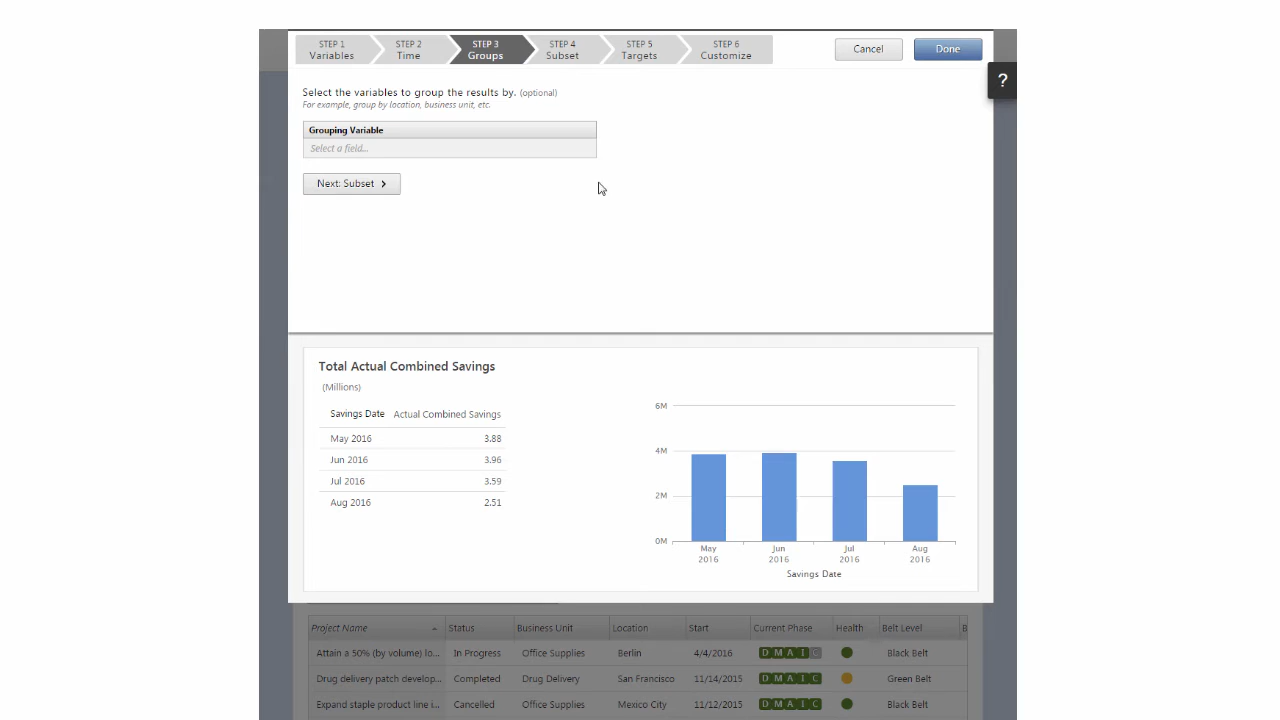 STEP 1
Variables
STEP 2
Time
STEP 3
Groups
STEP 4
Subset
STEP 5
Targets
STEP 6
Customize
Cancel
Done
?
Select the variables to group the results by. (optional)
For example, group by location, business unit, etc.
Grouping Variable
Select a field...
Next: Subset
Total Actual Combined Savings
(Millions)
Savings Date Actual Combined Savings
May 2016 3.88
Jun 2016 3.96
Jul 2016 3.59
Aug 2016 2.51
6M
4M
2M
0M
May Jun Jul Aug
2016 2016 2016 2016
Savings Date
Project Name Status Business Unit Location Start Current Phase Health Belt Level B
Attain a 50% (by volume) lo... In Progress Office Supplies Berlin 4/4/2016 D M A I C Black Belt
Drug delivery patch develop... Completed Drug Delivery San Francisco 11/14/2015 D M A I C Green Belt
Expand staple product line i... Cancelled Office Supplies Mexico City 11/12/2015 D M A I C Black Belt